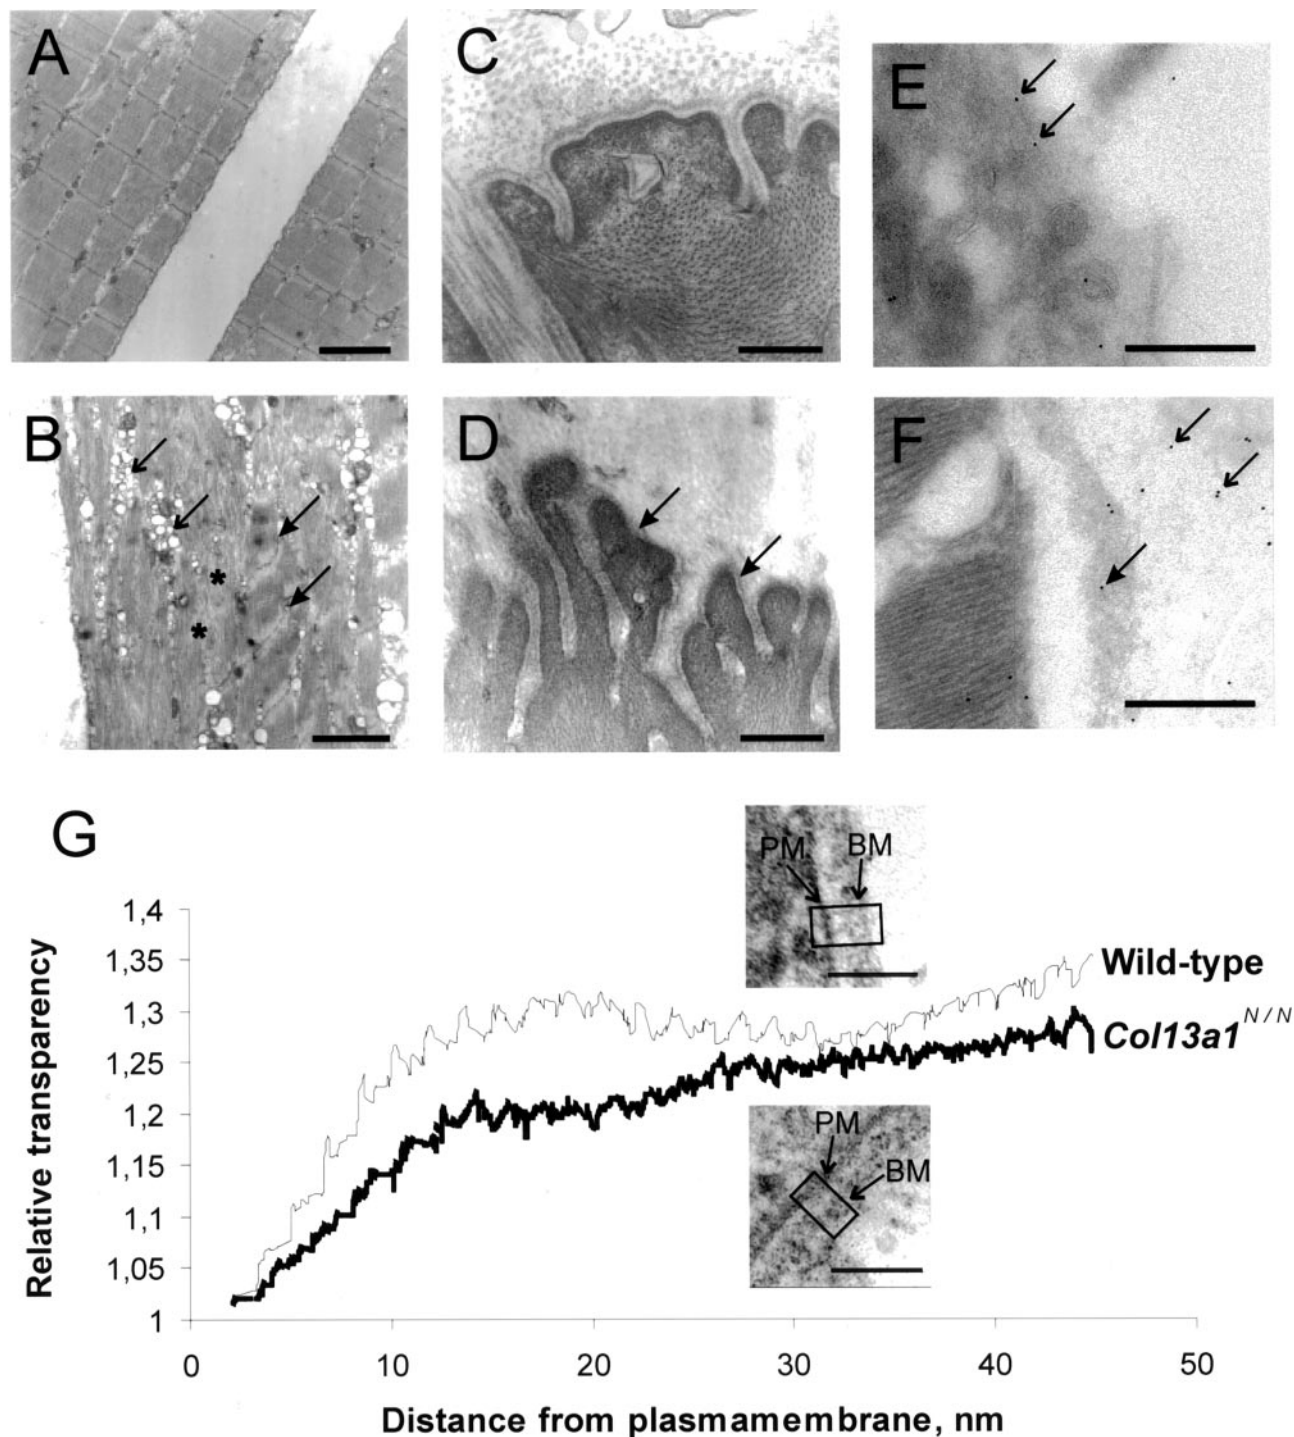 A
C
E
B
D
F
G
PM
BM
1,4
1,35
1,3
1,25
1,2
1,15
1,1
1,05
1
Relative transparency
Wild-type
Col13a1 N / N
PM
BM
0
10
20
30
40
50
Distance from plasmamembrane, nm